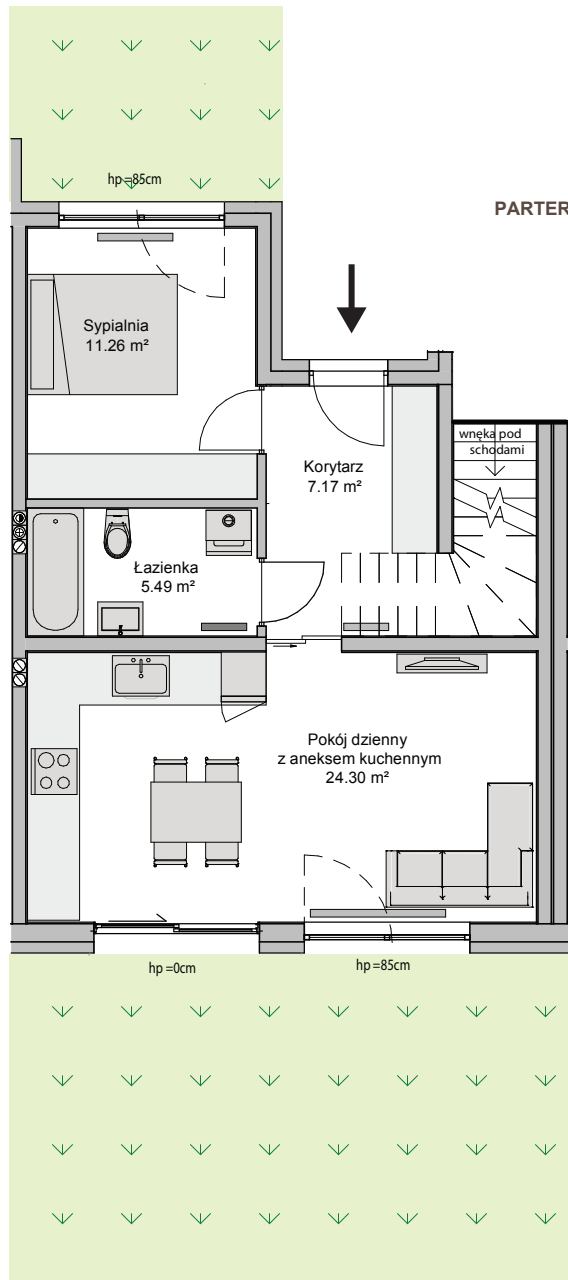 hp=85cm
PARTER
Sypialnia
11.26 m²
wnęka pod
schodami
Korytarz
7.17 m²
Łazienka
5.49 m²
Pokój dzienny
z aneksem kuchennym
24.30 m²
hp =0cm
hp =85cm